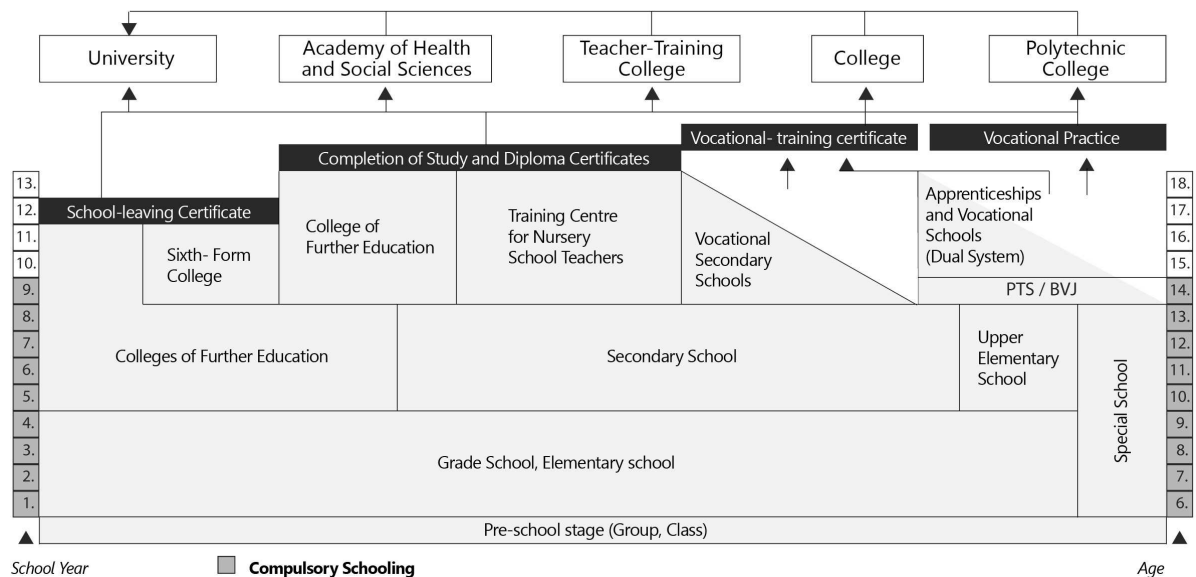 University
Academy of Health
and Social Sciences
Teacher-Training
College
College
Polytechnic
College
Vocational- training certificate
Vocational Practice
Completion of Study and Diploma Certificates
School-leaving Certificate
13.
12.
11.
10.
9.
8.
7.
6.
5.
4.
3.
2.
1.
Sixth- Form
College
College of
Further Education
Training Centre
for Nursery
School Teachers
Vocational
Secondary
Schools
Apprenticeships
and Vocational
Schools
(Dual System)
PTS / BVJ
Colleges of Further Education
Secondary School
Upper
Elementary
School
Special School
Grade School, Elementary school
Pre-school stage (Group, Class)
18.
17.
16.
15.
14.
13.
12.
11.
10.
9.
8.
7.
6.
School Year
Compulsory Schooling
Age